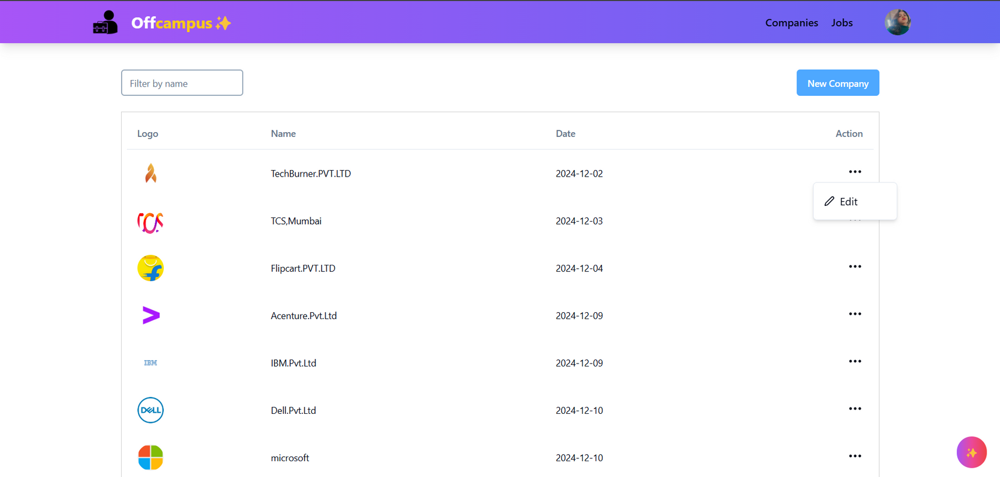 Offcampus✨ Companies Jobs
Filter by name New Company
Logo Name Date Action
TechBurner.PVT.LTD 2024-12-02 •••
Edit
TCS TCS,Mumbai 2024-12-03
Flipcart.PVT.LTD 2024-12-04 •••
Acenture.Pvt.Ltd 2024-12-09 •••
IBM IBM.Pvt.Ltd 2024-12-09 •••
DELL Dell.Pvt.Ltd 2024-12-10 •••
microsoft 2024-12-10 •••